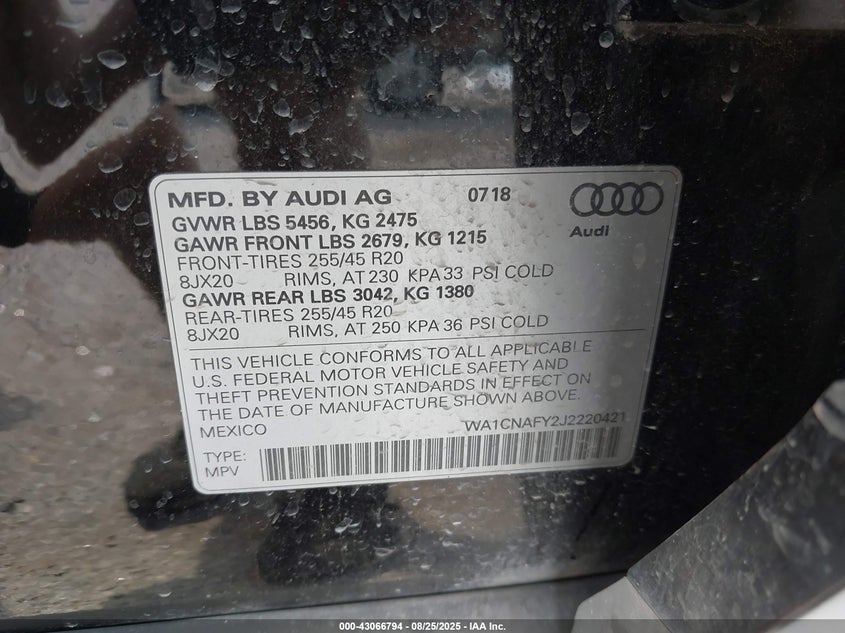 MFD. BY AUDI AG 0718
Audi
GVWR LBS 5456, KG 2475
GAWR FRONT LBS 2679, KG 1215
FRONT-TIRES 255/45 R20
8JX20 RIMS, AT 230 KPA 33 PSI COLD
GAWR REAR LBS 3042, KG 1380
REAR-TIRES 255/45 R20
8JX20 RIMS, AT 250 KPA 36 PSI COLD
THIS VEHICLE CONFORMS TO ALL APPLICABLE
U.S. FEDERAL MOTOR VEHICLE SAFETY AND
THEFT PREVENTION STANDARDS IN EFFECT ON
THE DATE OF MANUFACTURE SHOWN ABOVE.
MEXICO WA1CNAFY2J2220421
TYPE:
MPV
000-43066794 - 08/25/2025 - IAA Inc.